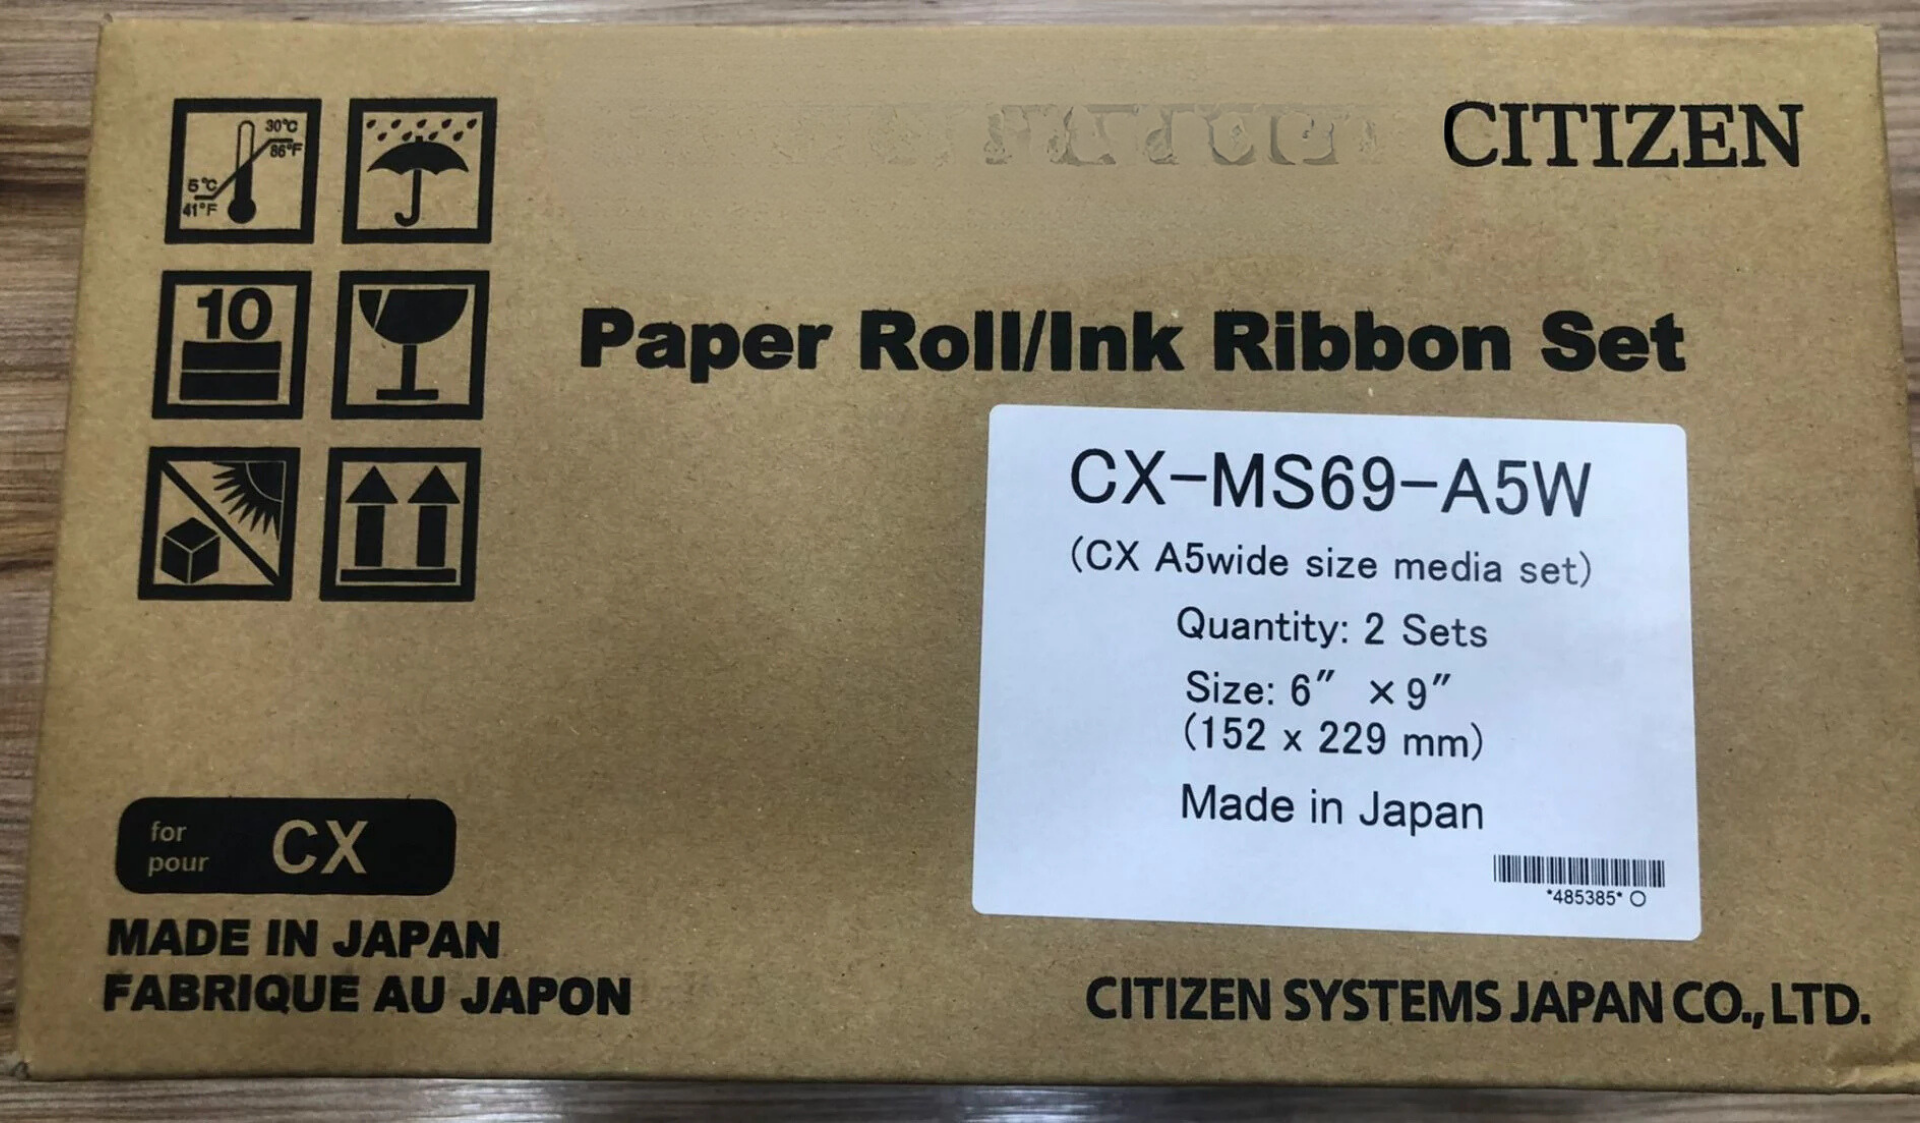 CITIZEN
30°C
86°F
5°C
41°F
10
Paper Roll/Ink Ribbon Set
CX-MS69-A5W
(CX A5wide size media set)
Quantity: 2 Sets
Size: 6″ ×9″
(152 x 229 mm)
Made in Japan
*485385* O
for
pour
CX
MADE IN JAPAN
FABRIQUE AU JAPON
CITIZEN SYSTEMS JAPAN CO., LTD.